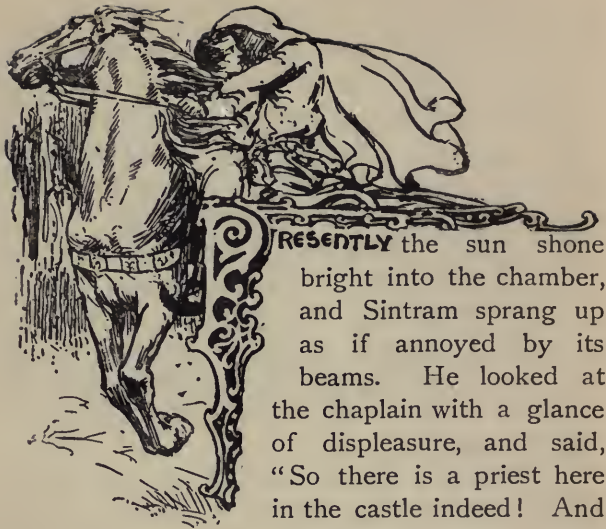 PRESENTLY the sun shone
bright into the chamber,
and Sintram sprang up
as if annoyed by its
beams. He looked at
the chaplain with a glance
of displeasure, and said,
“So there is a priest here
in the castle indeed! And